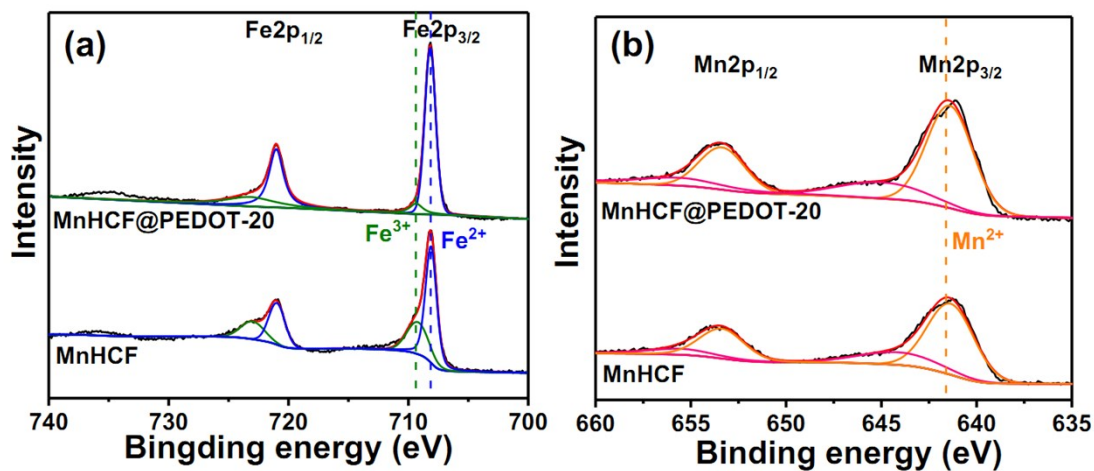 (a)
Fe2p1/2
Fe2p3/2
MnHCF@PEDOT-20
Fe3+
Fe2+
MnHCF
Intensity
740 730 720 710 700
Bingding energy (eV)
(b)
Mn2p1/2
Mn2p3/2
MnHCF@PEDOT-20
Mn2+
MnHCF
Intensity
660 655 650 645 640 635
Binding energy (eV)